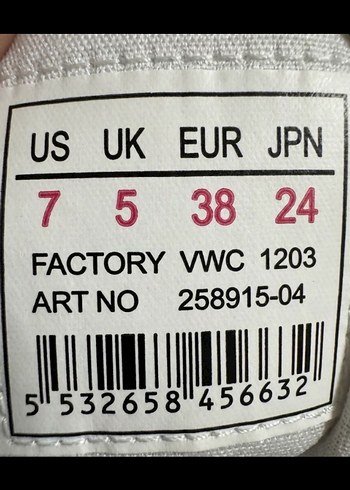 US UK EUR JPN
7 5 38 24
FACTORY VWC 1203
ART NO 258915-04
5 532658 456632